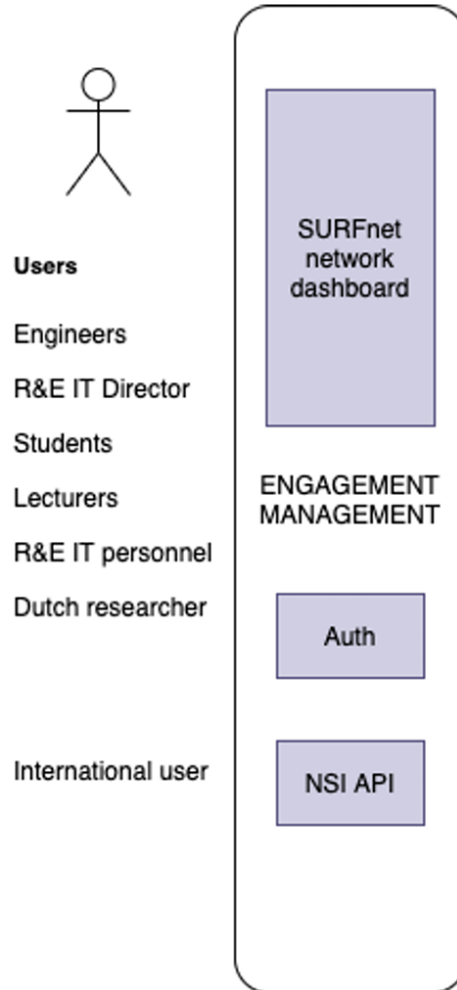 Users
Engineers
R&E IT Director
Students
Lecturers
R&E IT personnel
Dutch researcher
International user
SURFnet
network
dashboard
ENGAGEMENT
MANAGEMENT
Auth
NSI API